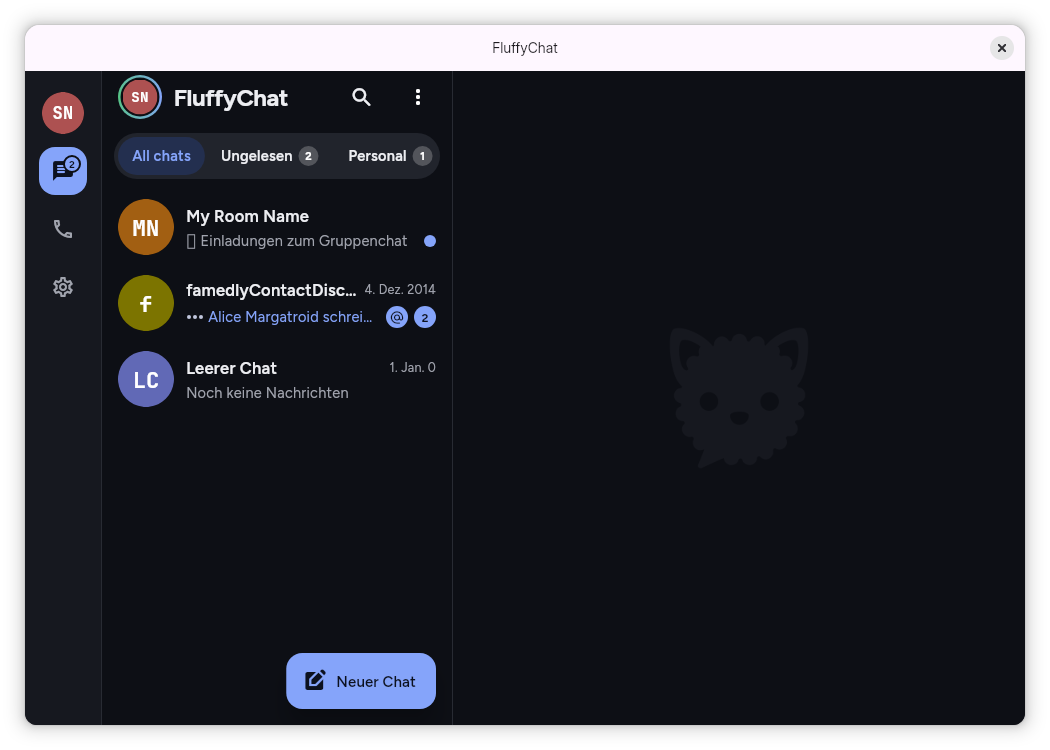 FluffyChat
SN
2
SN
FluffyChat
All chats
Ungelesen 2
Personal 1
MN
My Room Name
Einladungen zum Gruppenchat
f
famedlyContactDisc... 4. Dez. 2014
••• Alice Margatroid schrei... @ 2
LC
Leerer Chat 1. Jan. 0
Noch keine Nachrichten
Neuer Chat